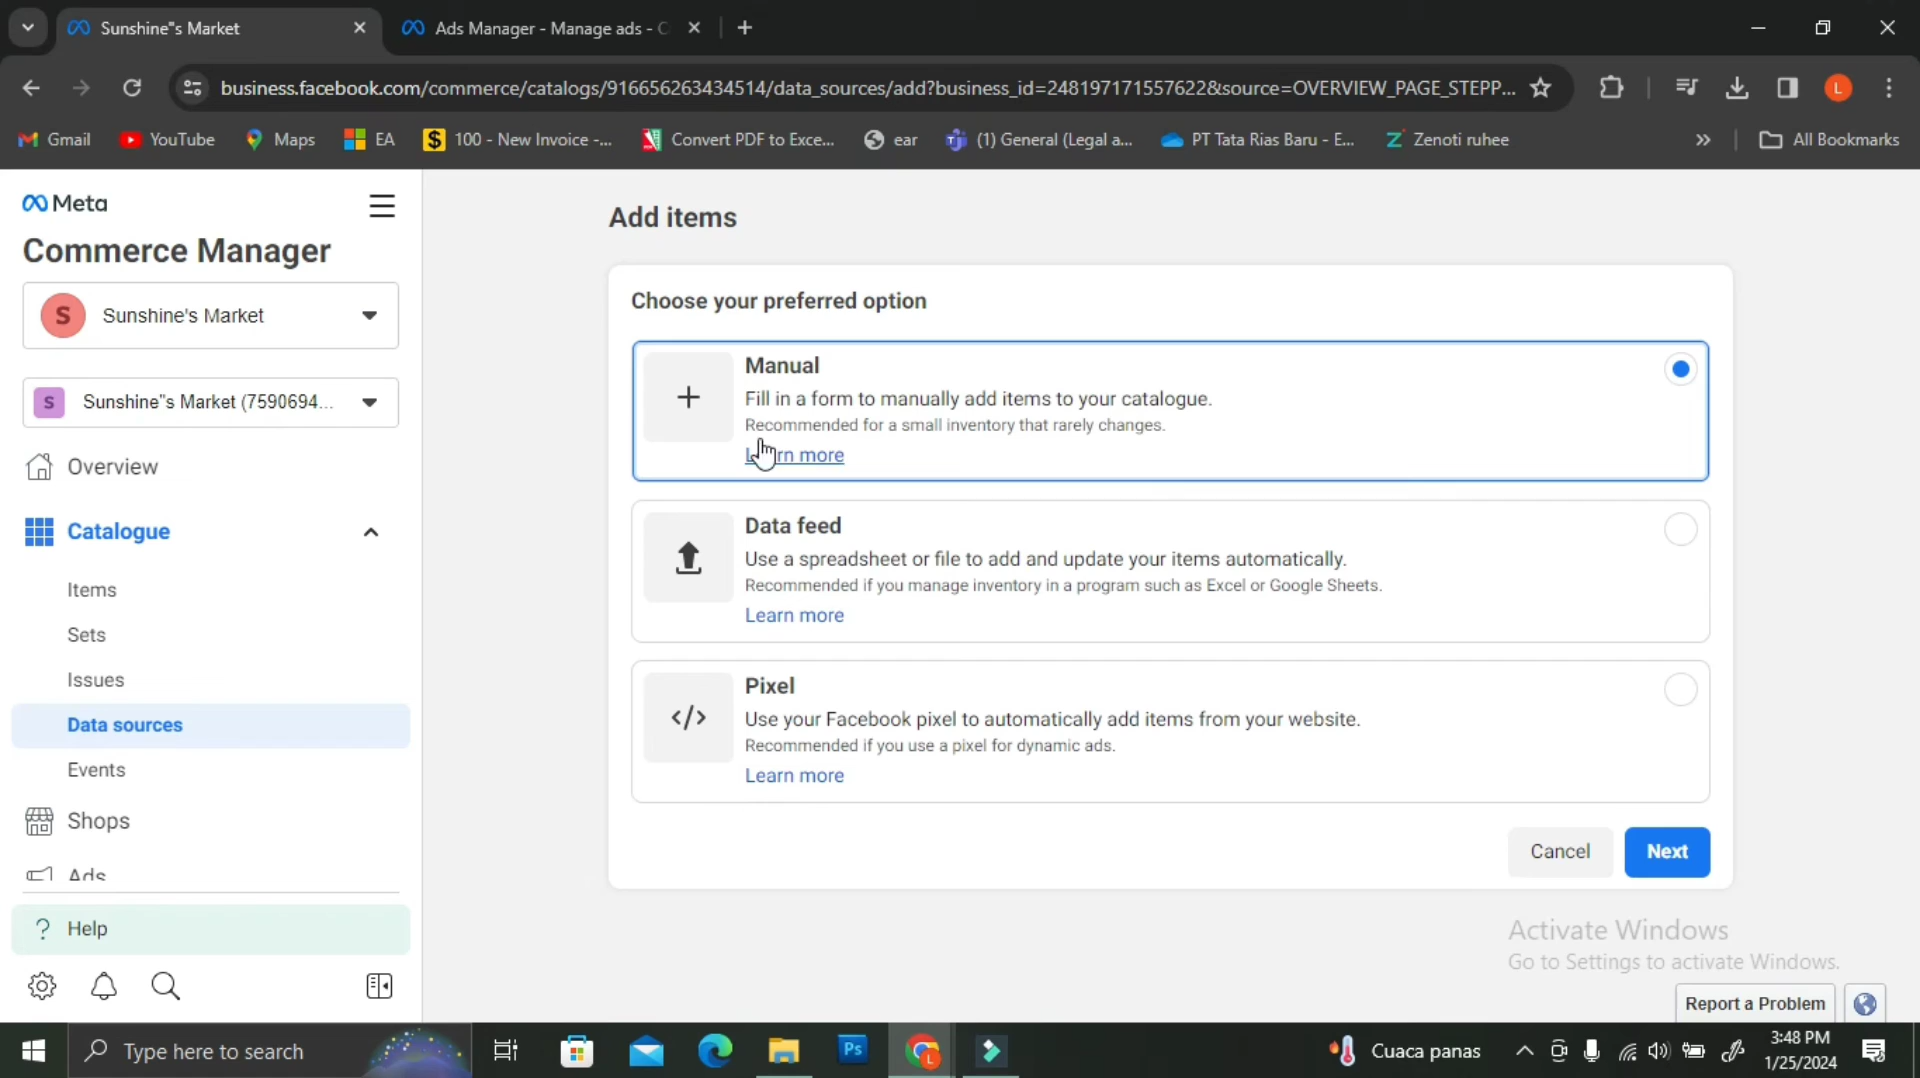 Sunshine"s Market
Ads Manager - Manage ads - C
business.facebook.com/commerce/catalogs/916656263434514/data_sources/add?business_id=248197171557622&source=OVERVIEW_PAGE_STEPP...
L
Gmail
YouTube
Maps
EA
100 - New Invoice -...
Convert PDF to Exce...
ear
(1) General (Legal a...
PT Tata Rias Baru - E...
Zenoti ruhee
All Bookmarks
Meta
Commerce Manager
S Sunshine's Market
S Sunshine"s Market (7590694...
Overview
Catalogue
Items
Sets
Issues
Data sources
Events
Shops
Ads
? Help
Add items
Choose your preferred option
Manual
Fill in a form to manually add items to your catalogue.
Recommended for a small inventory that rarely changes.
Learn more
Data feed
Use a spreadsheet or file to add and update your items automatically.
Recommended if you manage inventory in a program such as Excel or Google Sheets.
Learn more
Pixel
Use your Facebook pixel to automatically add items from your website.
Recommended if you use a pixel for dynamic ads.
Learn more
Cancel
Next
Activate Windows
Go to Settings to activate Windows.
Report a Problem
Type here to search
Ps
L
Cuaca panas
3:48 PM
1/25/2024